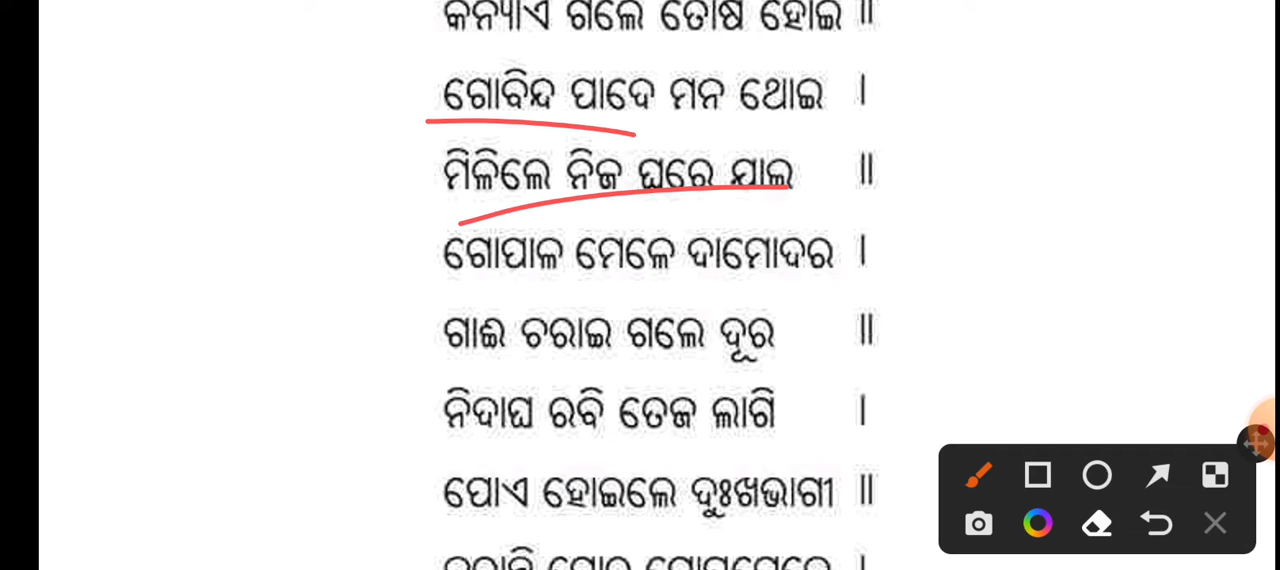 କନ୍ୟାଏ ଗଲେ ତୋଷ ହୋଇ ॥
ଗୋବିନ୍ଦ ପାଦେ ମନ ଥୋଇ ।
ମିଳିଲେ ନିଜ ଘରେ ଯାଇ ॥
ଗୋପାଳ ମେଳେ ଦାମୋଦର ।
ଗାଈ ଚରାଇ ଗଲେ ଦୂର ॥
ନିଦାଘ ରବି ତେଜ ଲାଗି ।
ପୋଏ ହୋଇଲେ ଦୁଃଖଭାଗୀ ॥